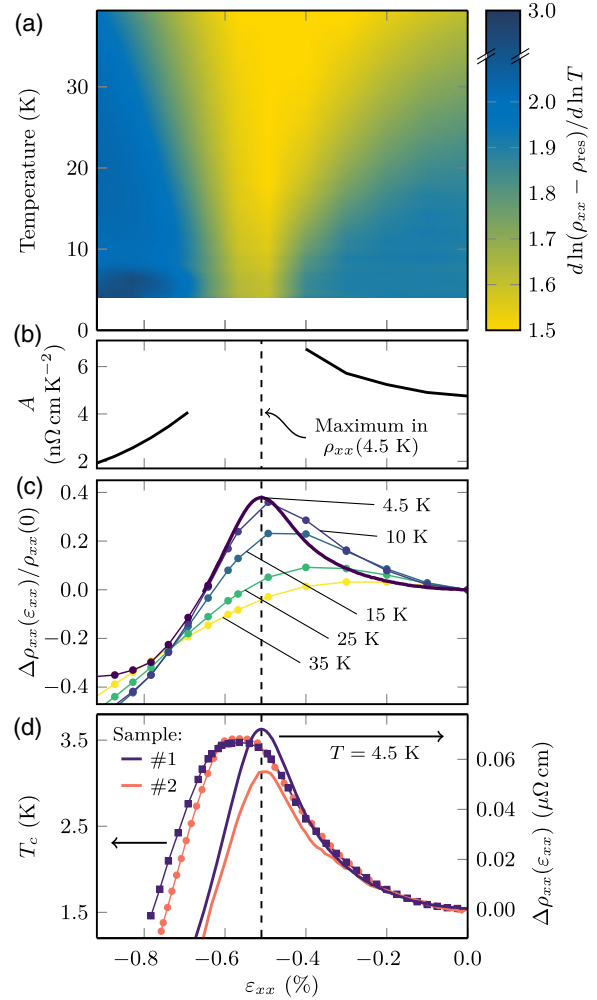 (a)
Temperature (K)
30
20
10
0
3.0
2.0
1.9
1.8
1.7
1.6
1.5
d ln(ρxx − ρres)/d ln T
(b)
A
(nΩ cm K−2)
6
4
2
Maximum in
ρxx(4.5 K)
(c)
Δρxx(εxx)/ρxx(0)
0.4
0.2
0.0
−0.2
−0.4
4.5 K
10 K
15 K
25 K
35 K
(d)
Sample:
#1
#2
T = 4.5 K
Tc (K)
3.5
2.5
1.5
0.06
0.04
0.02
0.00
Δρxx(εxx) (μΩ cm)
−0.8
−0.6
−0.4
−0.2
0.0
εxx (%)